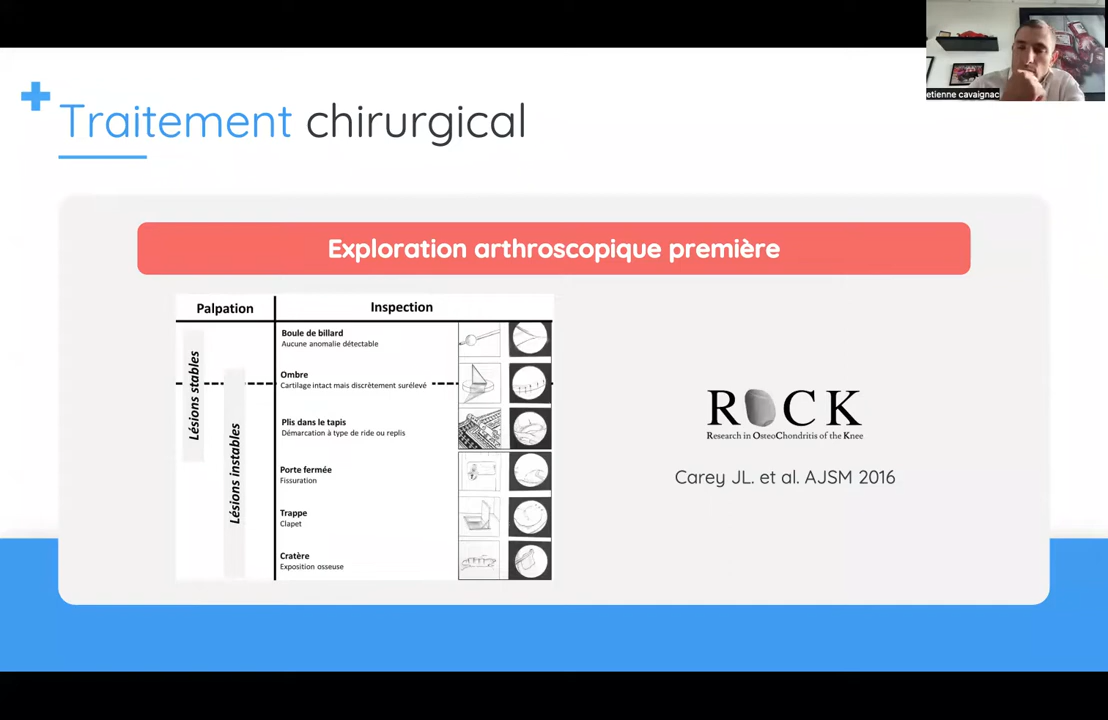 etienne cavaignac
Traitement chirurgical
Exploration arthroscopique première
Palpation
Inspection
Lésions stables
Lésions instables
Boule de billard
Aucune anomalie détectable
Ombre
Cartilage intact mais discrètement surélevé
Plis dans le tapis
Démarcation à type de ride ou replis
Porte fermée
Fissuration
Trappe
Clapet
Cratère
Exposition osseuse
ROCK
Research in OsteoChondritis of the Knee
Carey JL. et al. AJSM 2016